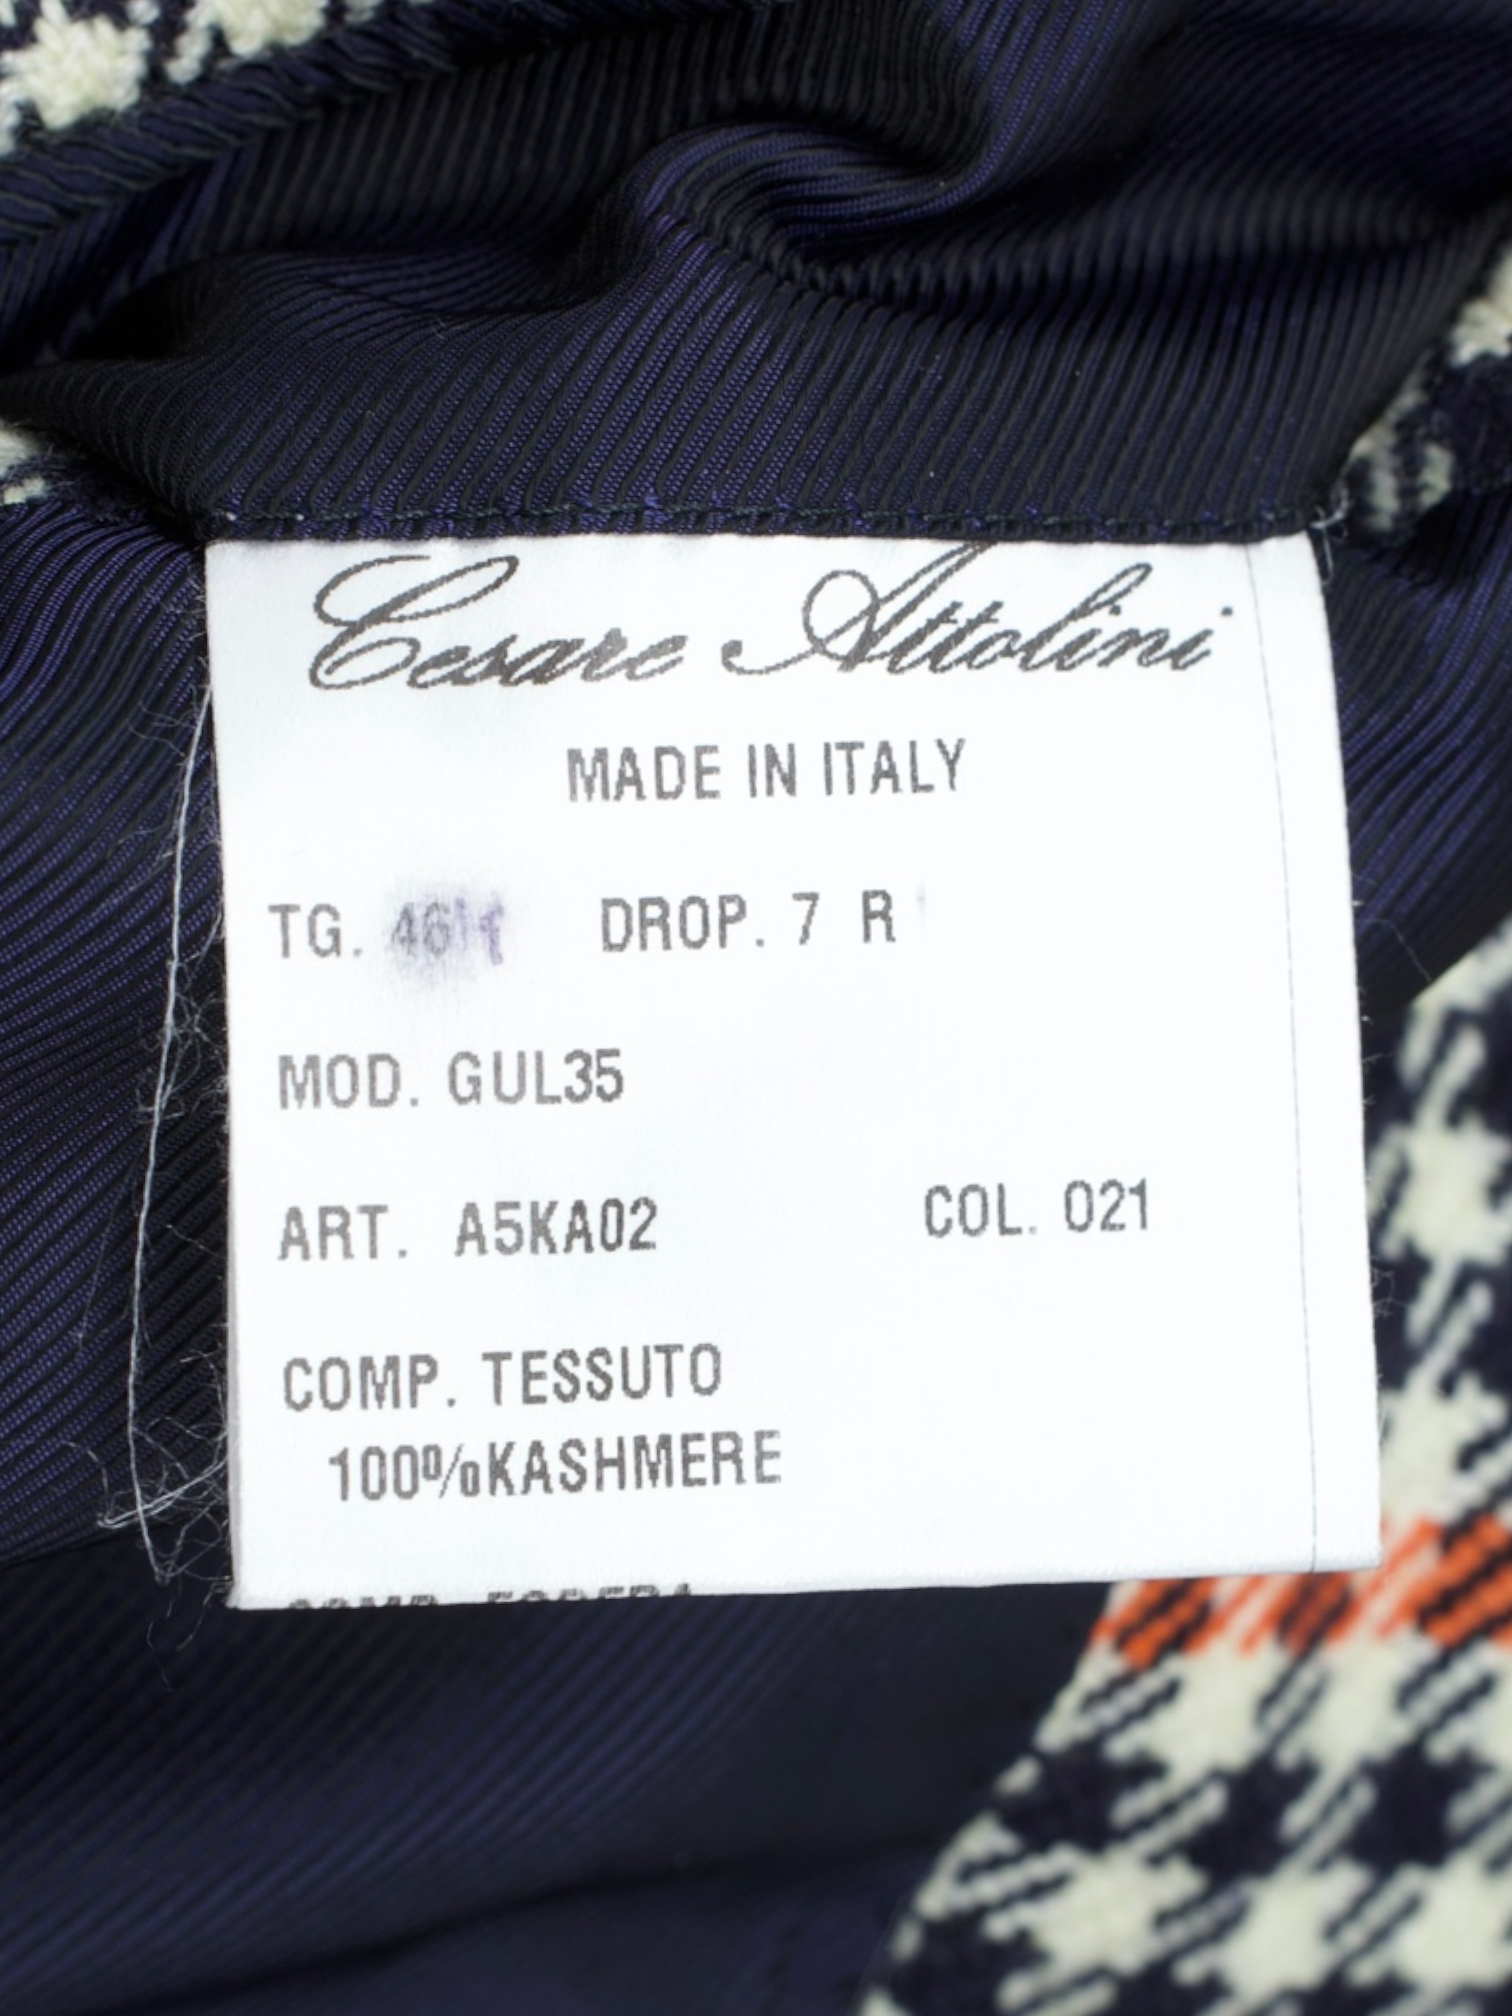 Cesare Attolini
MADE IN ITALY
TG. 46 DROP. 7 R
MOD. GUL35
ART. A5KA02 COL. 021
COMP. TESSUTO
100%KASHMERE